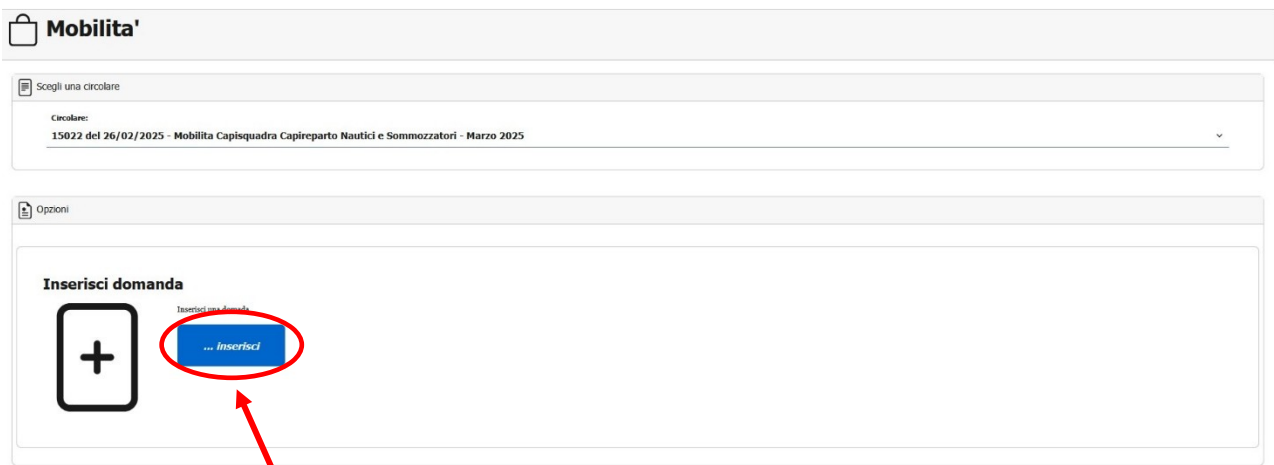 Mobilita'
Scegli una circolare
Circolare:
15022 del 26/02/2025 - Mobilita Capisquadra Capireparto Nautici e Sommozzatori - Marzo 2025
Opzioni
Inserisci domanda
Inserisci una domada
... inserisci